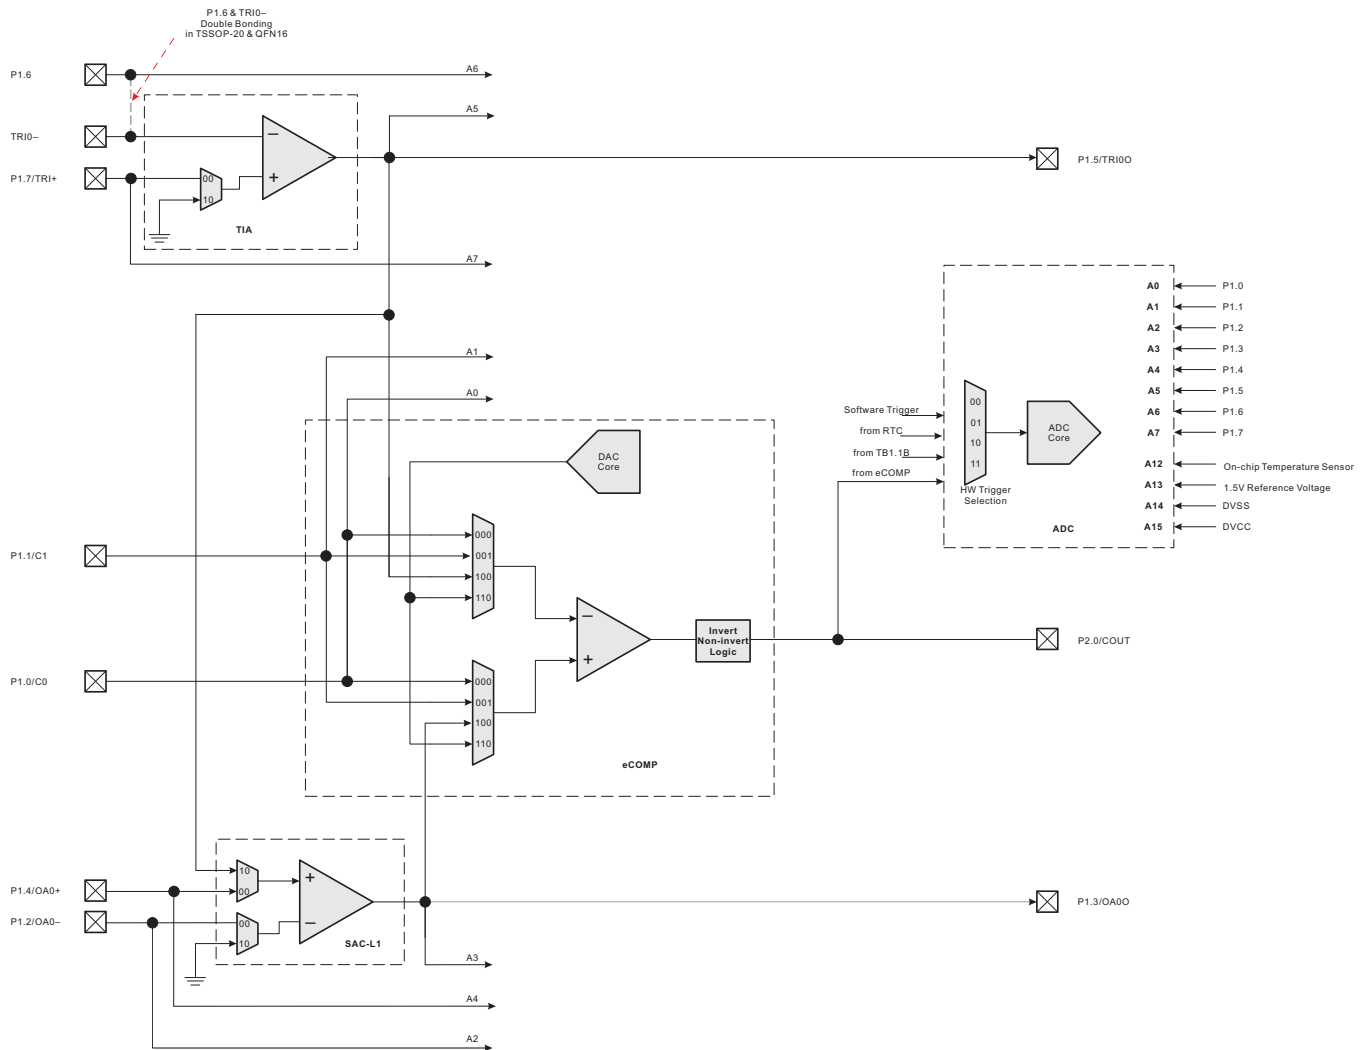 P1.6 & TRI0–
Double Bonding
in TSSOP-20 & QFN16
P1.6
A6
A5
TRI0–
P1.7/TRI+
–
+
00
10
TIA
P1.5/TRI0O
A7
A1
A0
DAC
Core
000
001
100
110
P1.1/C1
–
+
Invert
Non-invert
Logic
P2.0/COUT
P1.0/C0
000
001
100
110
eCOMP
Software Trigger
from RTC
from TB1.1B
from eCOMP
00
01
10
11
HW Trigger
Selection
ADC
Core
ADC
A0 P1.0
A1 P1.1
A2 P1.2
A3 P1.3
A4 P1.4
A5 P1.5
A6 P1.6
A7 P1.7
A12 On-chip Temperature Sensor
A13 1.5V Reference Voltage
A14 DVSS
A15 DVCC
P1.4/OA0+
P1.2/OA0–
10
00
00
10
+
–
SAC-L1
P1.3/OA0O
A3
A4
A2